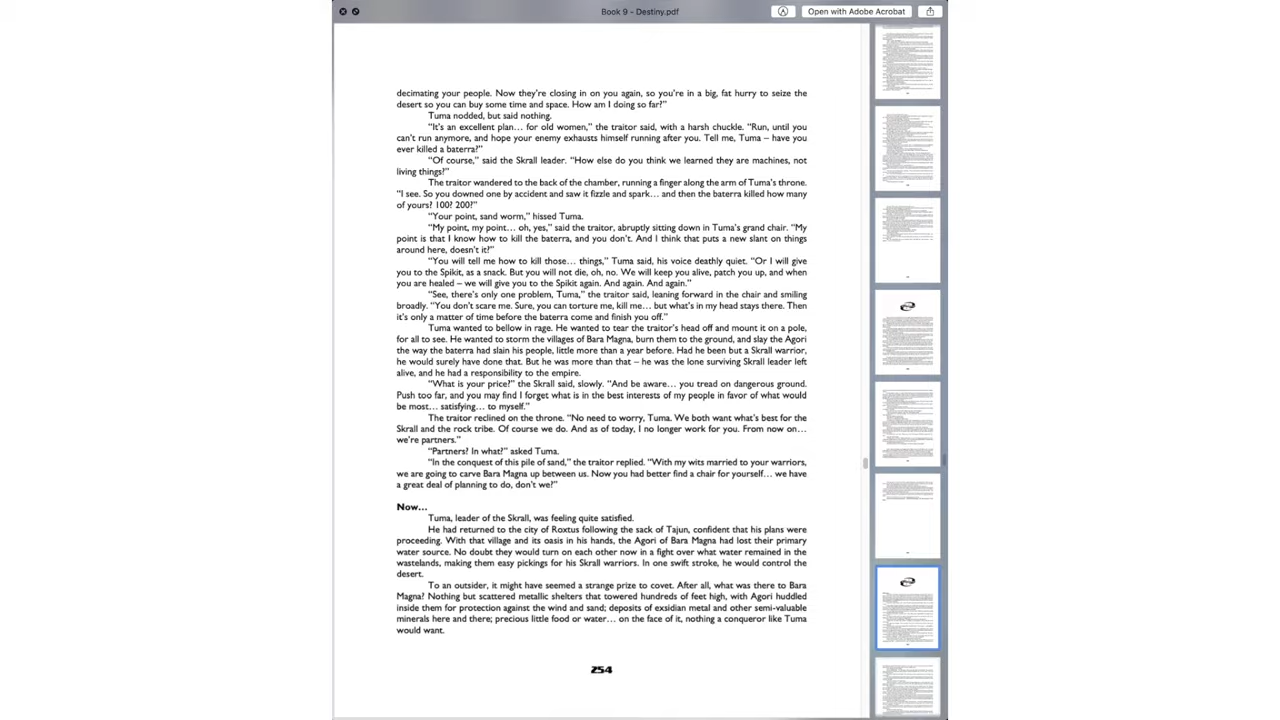 Book 9 - Destiny.pdf
Open with Adobe Acrobat
decimating your people. Now they're closing in on you again, so you're in a big, fat hurry to seize the
desert so you can buy some time and space. How am I doing so far?”
Tuma nodded, but said nothing.
“It's an excellent plan… for old women,” the traitor said, with a harsh chuckle. “Run, until you
can't run anymore, and hope your enemy exhausts himself running after you. Tell me, Tuma – have you
ever killed a baterra?”
“Of course,” said the Skrall leader. “How else do you think we learned they are machines, not
living things?”
The traitor wandered to the back of the chamber, running a finger along the arm of Tuma's throne.
“I see. So you downed one by accident and saw it fizzle and spark… and then the baterra killed how many
of yours? 100? 200?”
“Your point, sand worm,” hissed Tuma.
“My point, my point… oh, yes,” said the traitor, abruptly sitting down in Tuma's grand chair. “My
point is that I know how to kill the baterra, and you don't. And I think that puts a new slant on things
around here, doesn't it?”
“You will tell me how to kill those… things,” Tuma said, his voice deathly quiet. “Or I will give
you to the Spikit, as a snack. But you will not die, oh, no. We will keep you alive, patch you up, and when
you are healed – we will give you to the Spikit again. And again. And again.”
“See, there's only one problem, Tuma,” the traitor said, leaning forward in the chair and smiling
broadly. “You don't scare me. Sure, you can torture me, kill me… but what's in my head stays there. Then
it's only a matter of time before the baterra come and finish you off.”
Tuma wanted to bellow in rage. He wanted to tear the traitor's head off and mount it on a pole,
for all to see. He wanted to storm the villages of Bara Magna, burn them to the ground, and slay the Agori
the way the baterra had slain his people, little more than a year before. Had he been but a Skrall warrior,
he would surely have done that. But he was more than that – he was the lone surviving Skrall leader left
alive, and he had a responsibility to the empire.
“What is your price?” the Skrall said, slowly. “And be aware… you tread on dangerous ground.
Push too far, and you may find I forget what is in the best interests of my people in favor of what would
be most… satisfying… to myself.”
The traitor reclined on the throne. “No need to worry, Tuma. We both want what's best for the
Skrall and the rock tribe. Of course we do. And as of today, I no longer work for you. From now on…
we're partners.”
“Partners? In what?” asked Tuma.
“In the conquest of this pile of sand,” the traitor replied. “With my wits married to your warriors,
we are going to carve Bara Magna up between us. Now you had better find a chair for yourself… we have
a great deal of planning to do, don't we?”
Now…
Tuma, leader of the Skrall, was feeling quite satisfied.
He had returned to the city of Roxtus following the sack of Tajun, confident that his plans were
proceeding. With that village and its oasis in his hands, the Agori of Bara Magna had lost their primary
water source. No doubt they would turn on each other now in a fight over what water remained in the
wastelands, making them easy pickings for his Skrall warriors. In one swift stroke, he would control the
desert.
To an outsider, it might have seemed a strange prize to covet. After all, what was there to Bara
Magna? Nothing but scattered metallic shelters that towered hundreds of feet high, with Agori huddled
inside them for protection against the wind and sand; deposits of exsidian metal and other semi-valuable
minerals here and there; precious little food or water… on the face of it, nothing a conqueror like Tuma
would want.
254